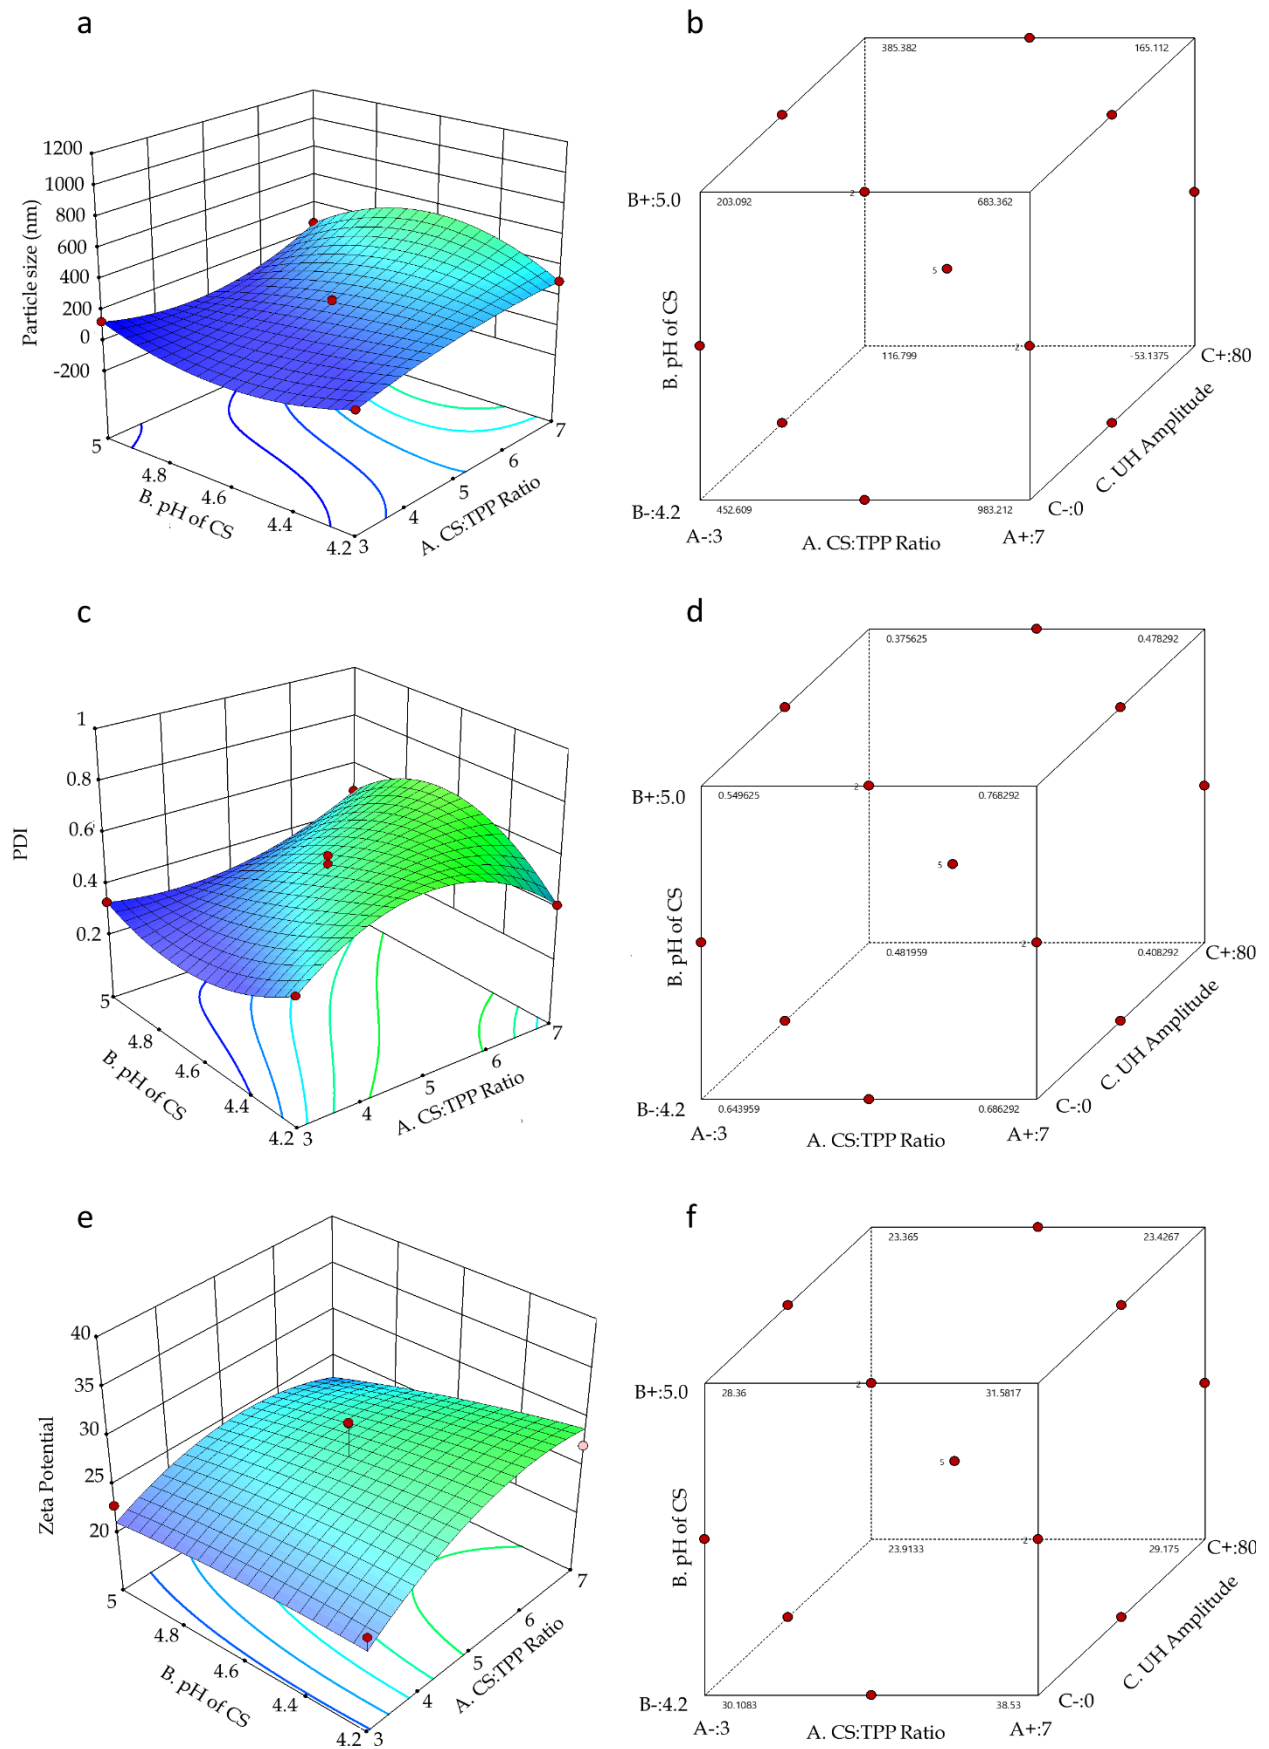 a
1200
1000
800
600
400
200
0
-200
Particle size (nm)
5
4.8
4.6
4.4
4.2
B. pH of CS
3
4
5
6
7
A. CS:TPP Ratio
b
385.382
165.112
B+:5.0
203.092
2
683.362
5
B. pH of CS
116.799
2
-53.1375
C+:80
C. UH Amplitude
B-:4.2
452.609
983.212
C-:0
A-:3
A. CS:TPP Ratio
A+:7
c
1
0.8
0.6
0.4
0.2
PDI
5
4.8
4.6
4.4
4.2
B. pH of CS
3
4
5
6
7
A. CS:TPP Ratio
d
0.375625
0.478292
B+:5.0
0.549625
2
0.768292
5
B. pH of CS
0.481959
2
0.408292
C+:80
C. UH Amplitude
B-:4.2
0.643959
0.686292
C-:0
A-:3
A. CS:TPP Ratio
A+:7
e
40
35
30
25
20
Zeta Potential
5
4.8
4.6
4.4
4.2
B. pH of CS
3
4
5
6
7
A. CS:TPP Ratio
f
23.365
23.4267
B+:5.0
28.36
2
31.5817
5
B. pH of CS
23.9133
2
29.175
C+:80
C. UH Amplitude
B-:4.2
30.1083
38.53
C-:0
A-:3
A. CS:TPP Ratio
A+:7